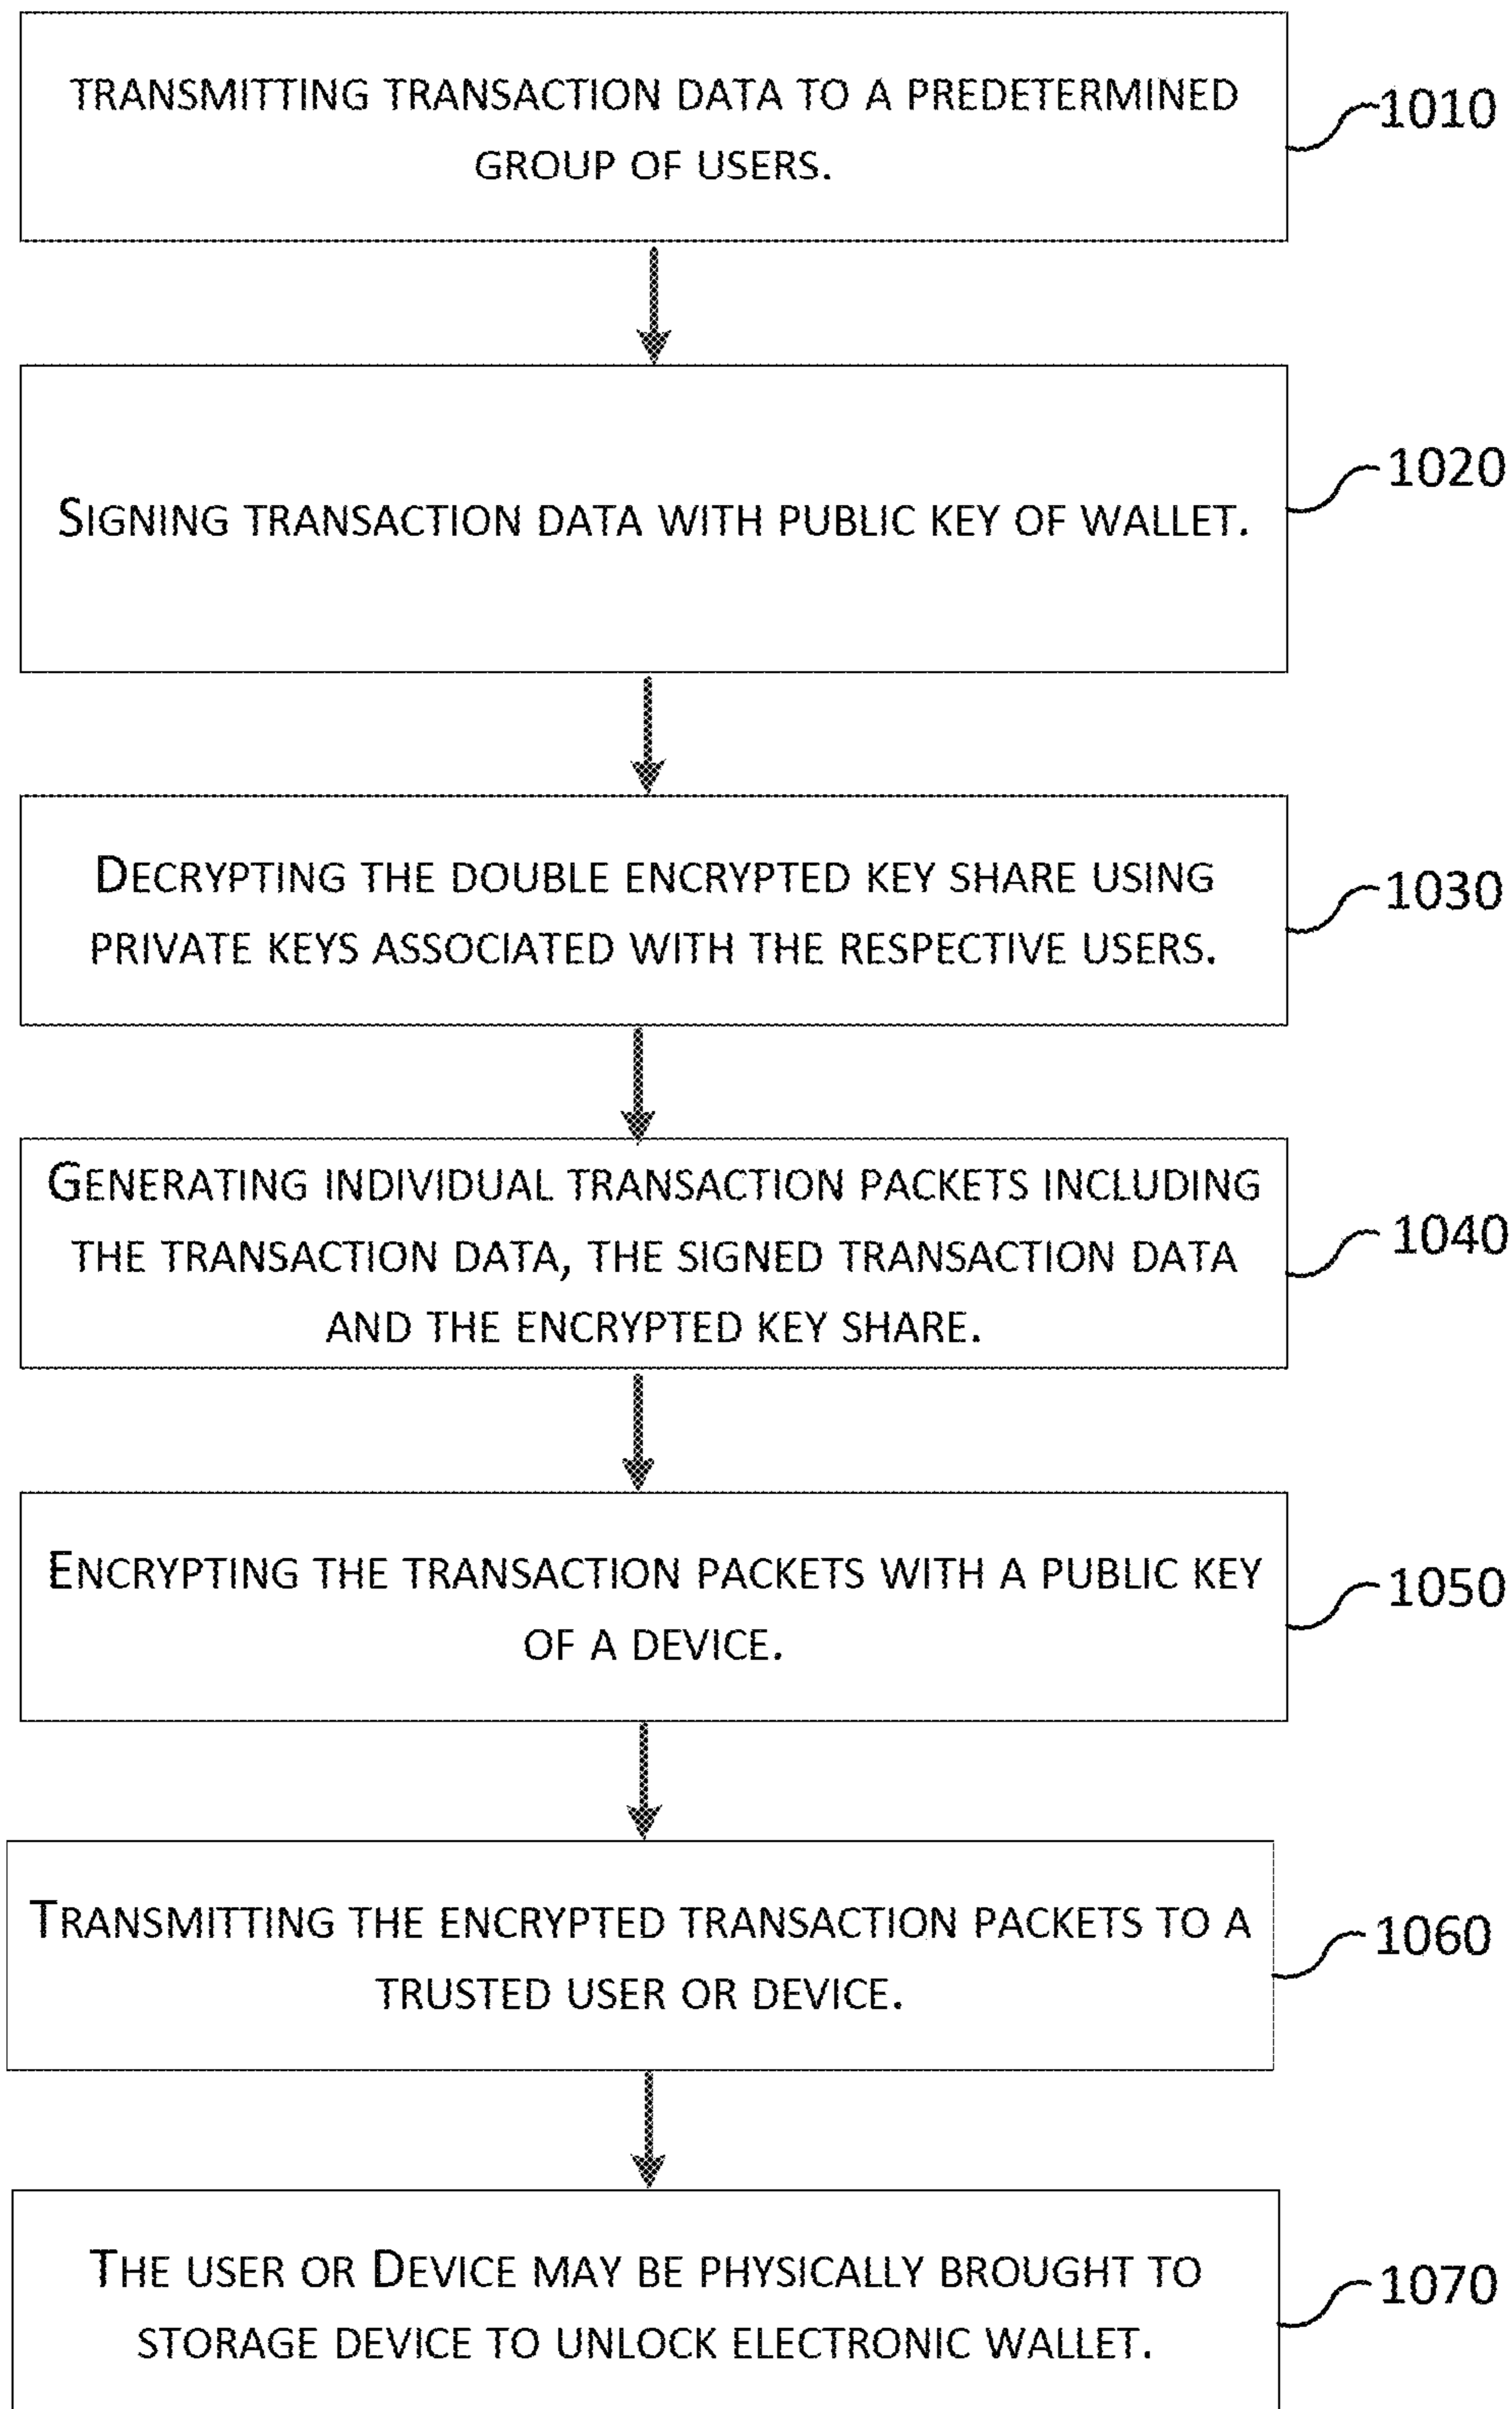 TRANSMITTING TRANSACTION DATA TO A PREDETERMINED
GROUP OF USERS.
1010
SIGNING TRANSACTION DATA WITH PUBLIC KEY OF WALLET.
1020
DECRYPTING THE DOUBLE ENCRYPTED KEY SHARE USING
PRIVATE KEYS ASSOCIATED WITH THE RESPECTIVE USERS.
1030
GENERATING INDIVIDUAL TRANSACTION PACKETS INCLUDING
THE TRANSACTION DATA, THE SIGNED TRANSACTION DATA
AND THE ENCRYPTED KEY SHARE.
1040
ENCRYPTING THE TRANSACTION PACKETS WITH A PUBLIC KEY
OF A DEVICE.
1050
TRANSMITTING THE ENCRYPTED TRANSACTION PACKETS TO A
TRUSTED USER OR DEVICE.
1060
THE USER OR DEVICE MAY BE PHYSICALLY BROUGHT TO
STORAGE DEVICE TO UNLOCK ELECTRONIC WALLET.
1070